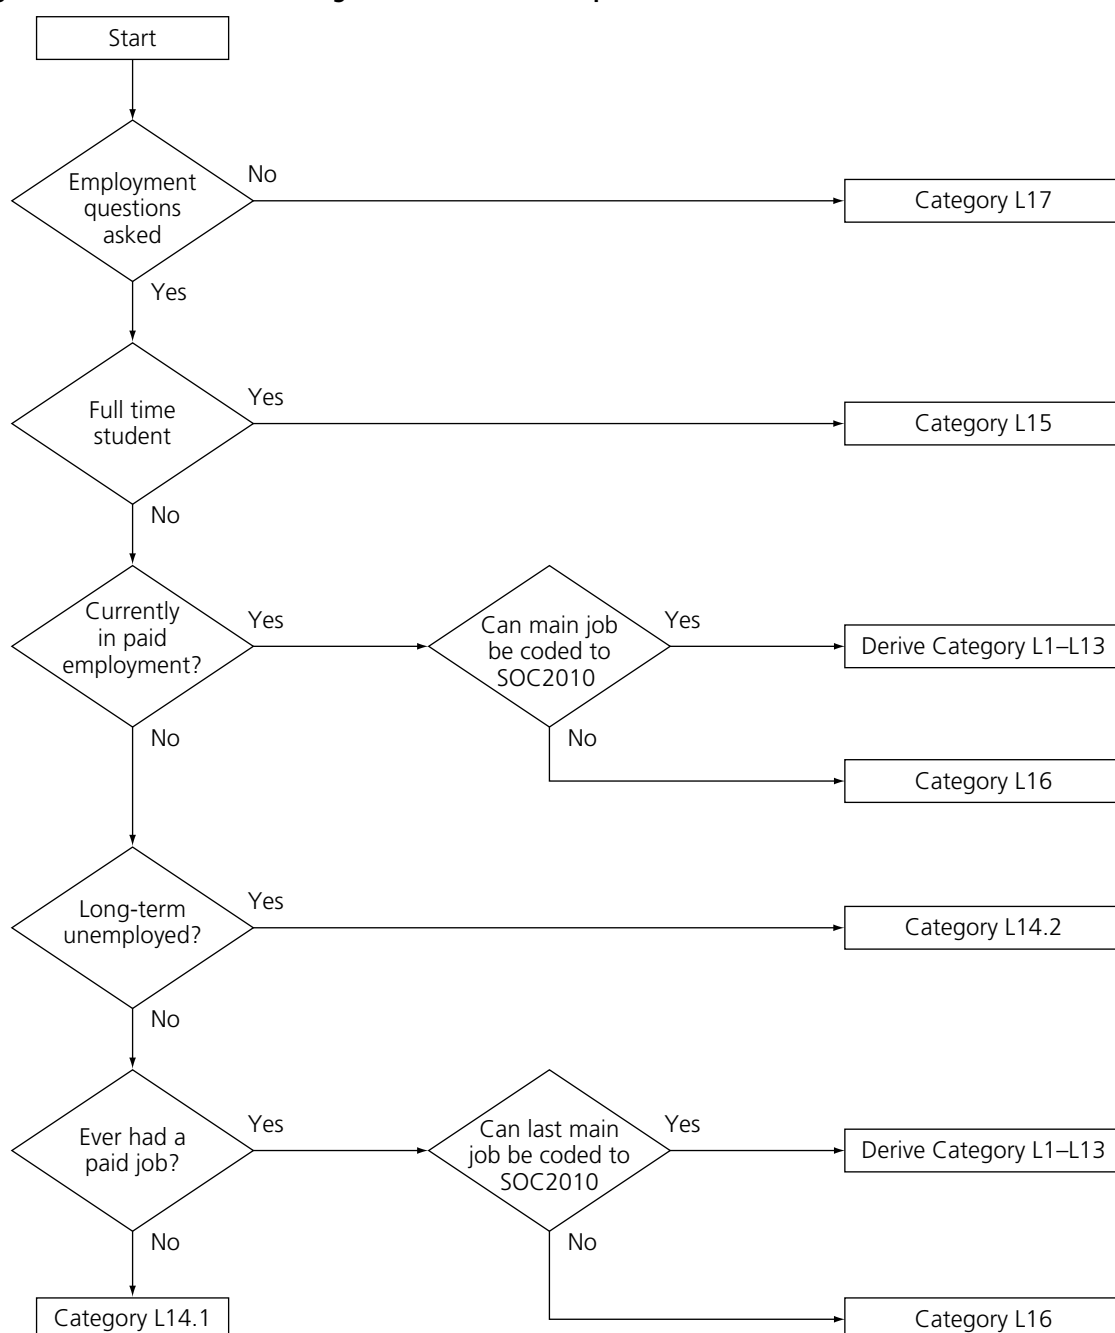 Start
Employment
questions
asked
No
Category L17
Yes
Full time
student
Yes
Category L15
No
Currently
in paid
employment?
Yes
Can main job
be coded to
SOC2010
Yes
Derive Category L1–L13
No
No
Category L16
Long-term
unemployed?
Yes
Category L14.2
No
Ever had a
paid job?
Yes
Can last main
job be coded to
SOC2010
Yes
Derive Category L1–L13
No
No
Category L14.1
Category L16